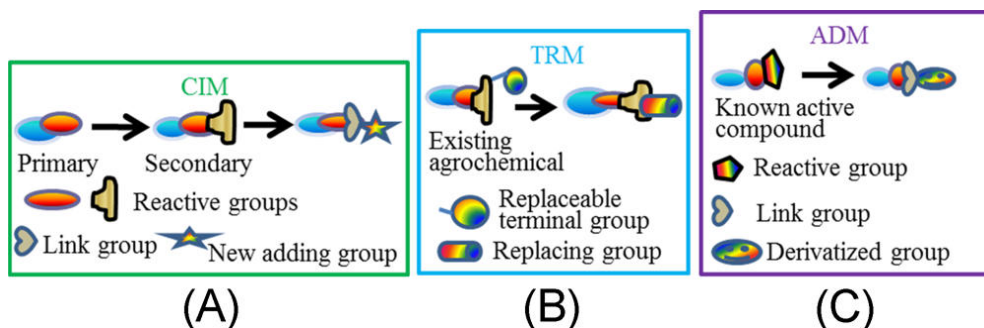 CIM
Primary Secondary
Reactive groups
Link group New adding group
(A)
TRM
Existing
agrochemical
Replaceable
terminal group
Replacing group
(B)
ADM
Known active
compound
Reactive group
Link group
Derivatized group
(C)